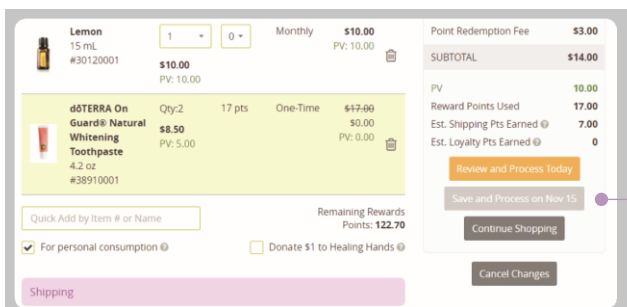 Lemon
15 mL
#30120001
1
0
Monthly
$10.00
PV: 10.00
$10.00
PV: 10.00
dōTERRA On
Guard® Natural
Whitening
Toothpaste
4.2 oz
#38910001
Qty:2
$8.50
PV: 5.00
17 pts
One-Time
$17.00
$0.00
PV: 0.00
Quick Add by Item # or Name
Remaining Rewards
Points: 122.70
For personal consumption
Donate $1 to Healing Hands
Shipping
Point Redemption Fee $3.00
SUBTOTAL $14.00
PV 10.00
Reward Points Used 17.00
Est. Shipping Pts Earned 7.00
Est. Loyalty Pts Earned 0
Review and Process Today
Save and Process on Nov 15
Continue Shopping
Cancel Changes